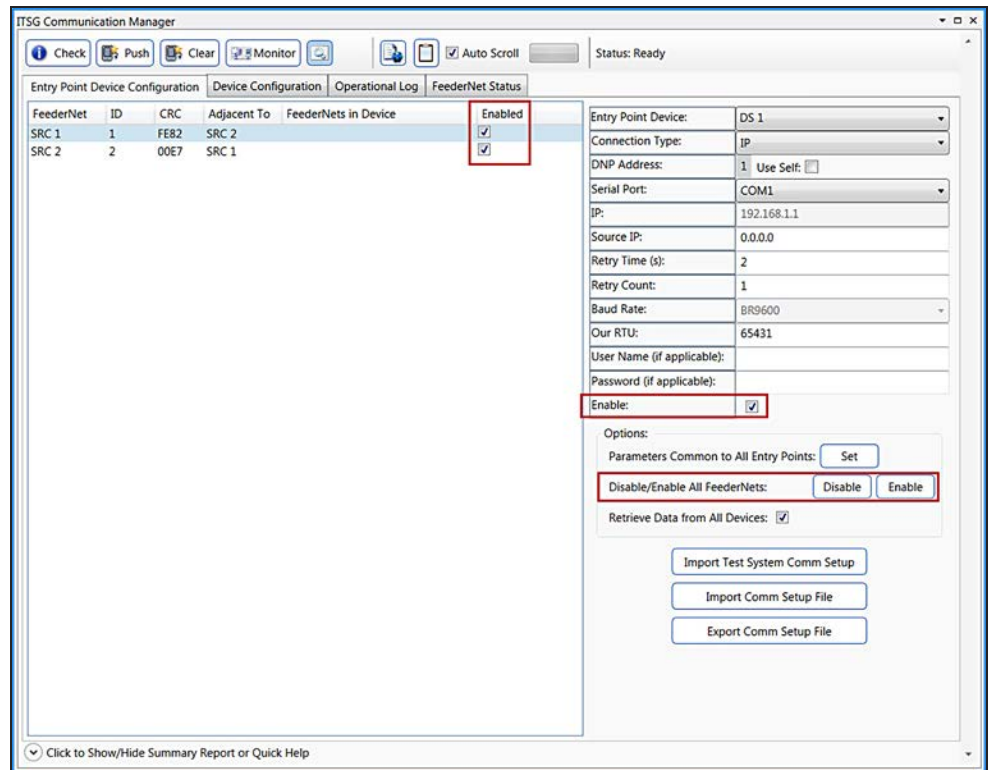 ITSG Communication Manager
Check Push Clear Monitor Auto Scroll Status: Ready
Entry Point Device Configuration Device Configuration Operational Log FeederNet Status
FeederNet ID CRC Adjacent To FeederNets in Device Enabled
SRC 1 1 FE82 SRC 2
SRC 2 2 00E7 SRC 1
Entry Point Device: DS 1
Connection Type: IP
DNP Address: 1 Use Self:
Serial Port: COM1
IP: 192.168.1.1
Source IP: 0.0.0.0
Retry Time (s): 2
Retry Count: 1
Baud Rate: BR9600
Our RTU: 65431
User Name (if applicable):
Password (if applicable):
Enable:
Options:
Parameters Common to All Entry Points: Set
Disable/Enable All FeederNets: Disable Enable
Retrieve Data from All Devices:
Import Test System Comm Setup
Import Comm Setup File
Export Comm Setup File
Click to Show/Hide Summary Report or Quick Help